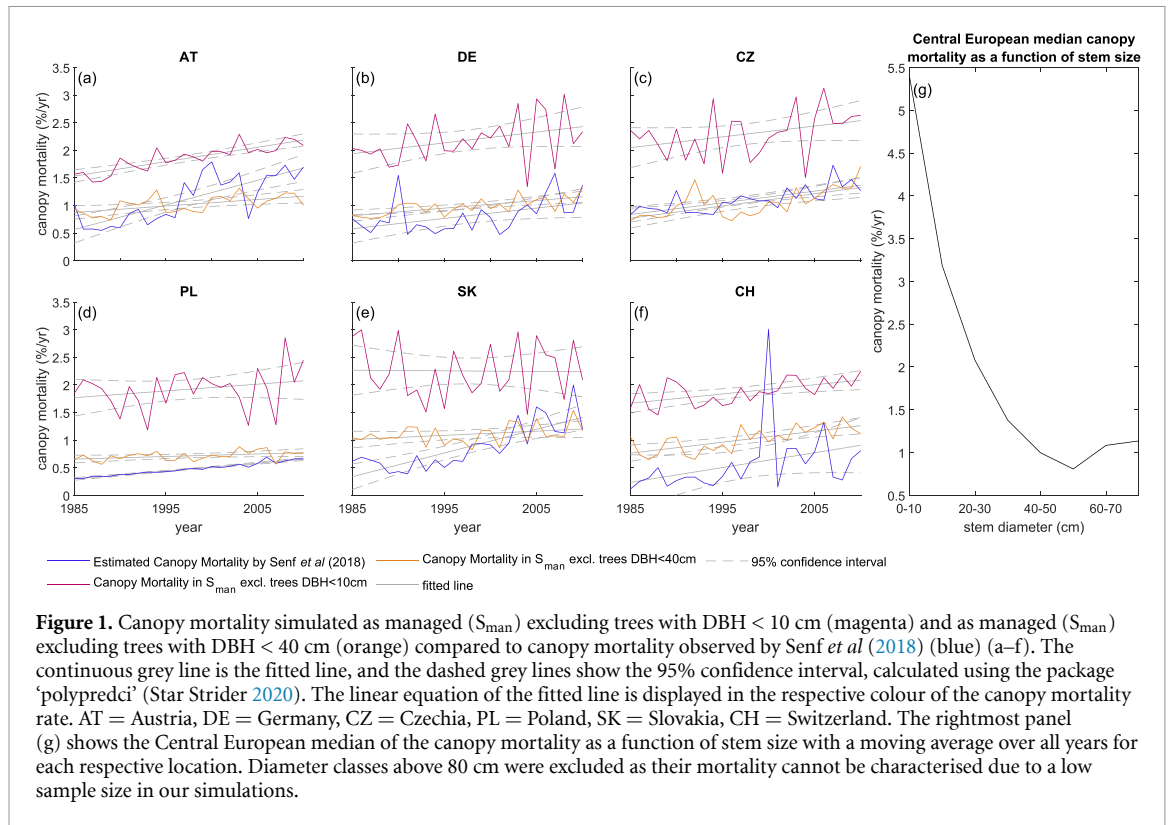 AT
DE
CZ
Central European median canopy
mortality as a function of stem size
(a)
(b)
(c)
(g)
3.5
3
2.5
2
1.5
1
0.5
0
canopy mortality (%/yr)
PL
SK
CH
(d)
(e)
(f)
3.5
3
2.5
2
1.5
1
0.5
0
canopy mortality (%/yr)
1985
1995
2005
year
1985
1995
2005
year
1985
1995
2005
year
5.5
5
4.5
4
3.5
3
2.5
2
1.5
1
0.5
canopy mortality (%/yr)
0-10
20-30
40-50
60-70
stem diameter (cm)
Estimated Canopy Mortality by Senf et al (2018)
Canopy Mortality in Sman excl. trees DBH<40cm
95% confidence interval
Canopy Mortality in Sman excl. trees DBH<10cm
fitted line
Figure 1. Canopy mortality simulated as managed (Sman) excluding trees with DBH < 10 cm (magenta) and as managed (Sman)
excluding trees with DBH < 40 cm (orange) compared to canopy mortality observed by Senf et al (2018) (blue) (a–f). The
continuous grey line is the fitted line, and the dashed grey lines show the 95% confidence interval, calculated using the package
‘polypredci’ (Star Strider 2020). The linear equation of the fitted line is displayed in the respective colour of the canopy mortality
rate. AT = Austria, DE = Germany, CZ = Czechia, PL = Poland, SK = Slovakia, CH = Switzerland. The rightmost panel
(g) shows the Central European median of the canopy mortality as a function of stem size with a moving average over all years for
each respective location. Diameter classes above 80 cm were excluded as their mortality cannot be characterised due to a low
sample size in our simulations.